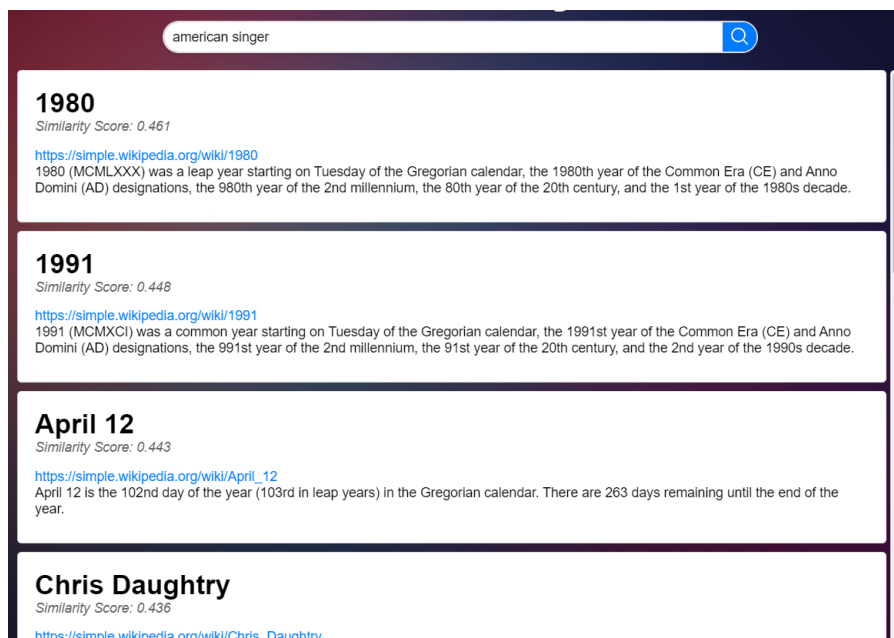 american singer
1980
Similarity Score: 0.461
https://simple.wikipedia.org/wiki/1980
1980 (MCMLXXX) was a leap year starting on Tuesday of the Gregorian calendar, the 1980th year of the Common Era (CE) and Anno
Domini (AD) designations, the 980th year of the 2nd millennium, the 80th year of the 20th century, and the 1st year of the 1980s decade.
1991
Similarity Score: 0.448
https://simple.wikipedia.org/wiki/1991
1991 (MCMXCI) was a common year starting on Tuesday of the Gregorian calendar, the 1991st year of the Common Era (CE) and Anno
Domini (AD) designations, the 991st year of the 2nd millennium, the 91st year of the 20th century, and the 2nd year of the 1990s decade.
April 12
Similarity Score: 0.443
https://simple.wikipedia.org/wiki/April_12
April 12 is the 102nd day of the year (103rd in leap years) in the Gregorian calendar. There are 263 days remaining until the end of the
year.
Chris Daughtry
Similarity Score: 0.436
https://simple.wikipedia.org/wiki/Chris_Daughtry